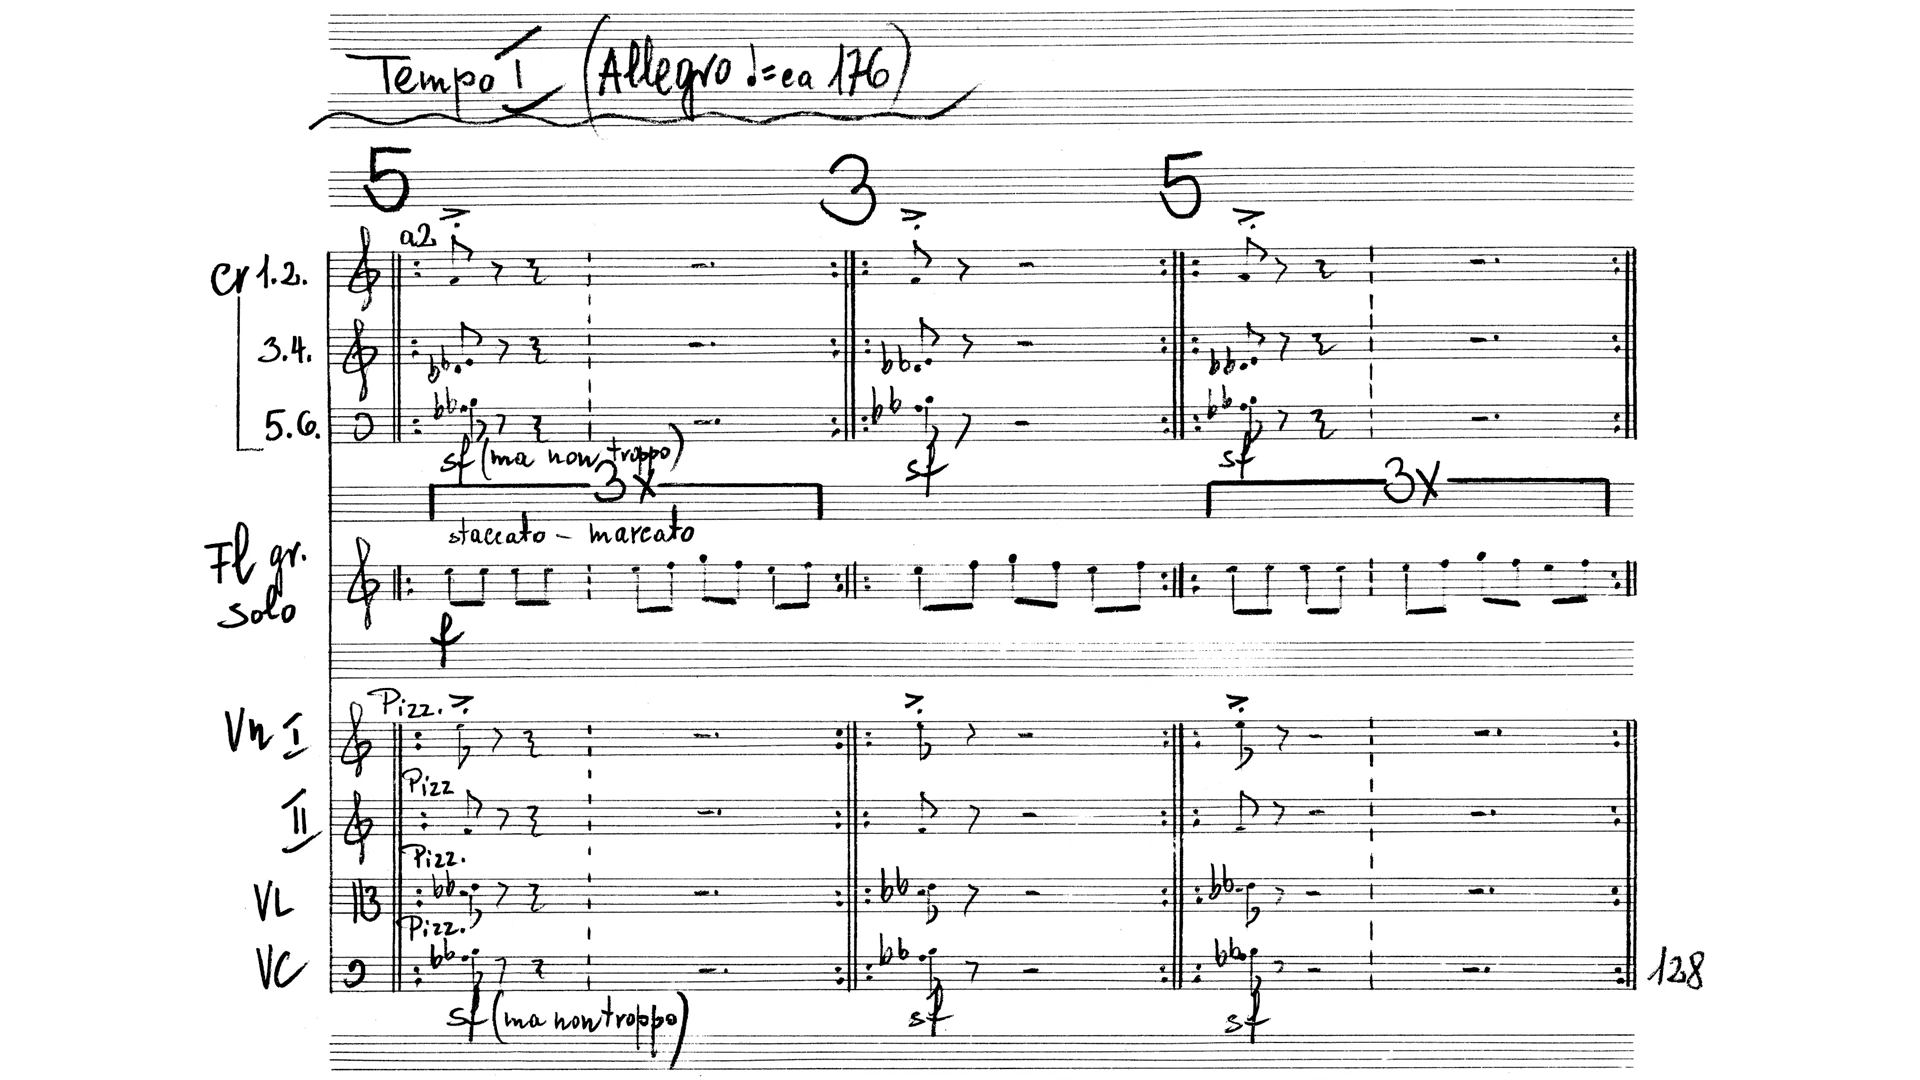 Tempo I (Allegro ♩=ca 176)
5 3 5
a2
Cr 1.2.
3.4.
5.6.
sf (ma non troppo) sf sf
3X 3X
staccato – marcato
Fl gr.
solo
f
Pizz.
Vn I
Pizz
II
Pizz.
VL
Pizz.
VC
128
sf (ma non troppo) sf sf